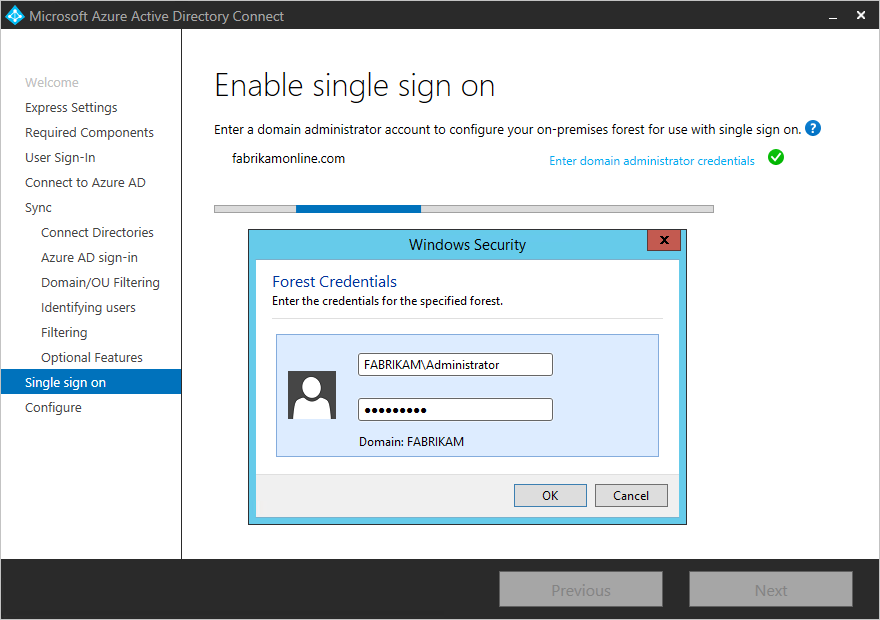 Microsoft Azure Active Directory Connect
Welcome
Express Settings
Required Components
User Sign-In
Connect to Azure AD
Sync
Connect Directories
Azure AD sign-in
Domain/OU Filtering
Identifying users
Filtering
Optional Features
Single sign on
Configure
Enable single sign on
Enter a domain administrator account to configure your on-premises forest for use with single sign on. ?
fabrikamonline.com Enter domain administrator credentials
Windows Security
x
Forest Credentials
Enter the credentials for the specified forest.
FABRIKAM\Administrator
●●●●●●●●●
Domain: FABRIKAM
OK Cancel
Previous Next